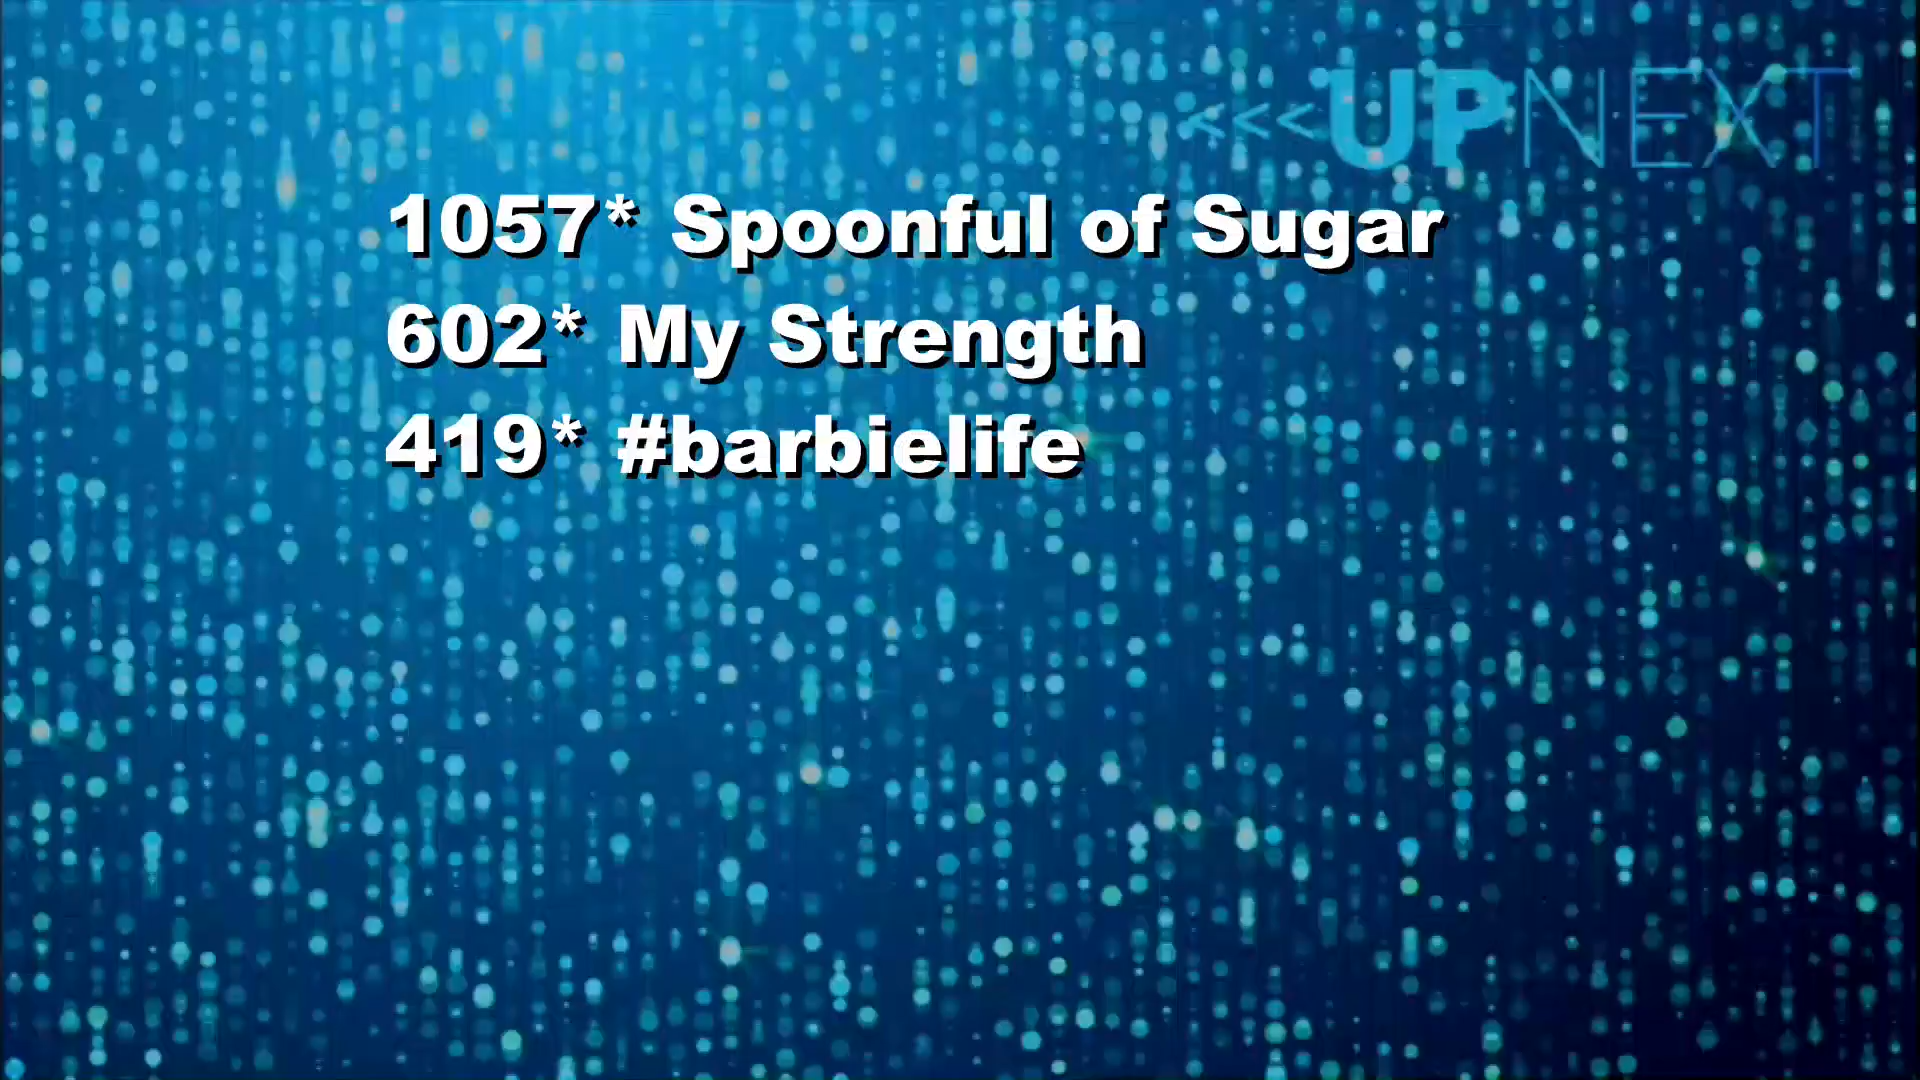 <<<UPNEXT
1057* Spoonful of Sugar
602* My Strength
419* #barbielife